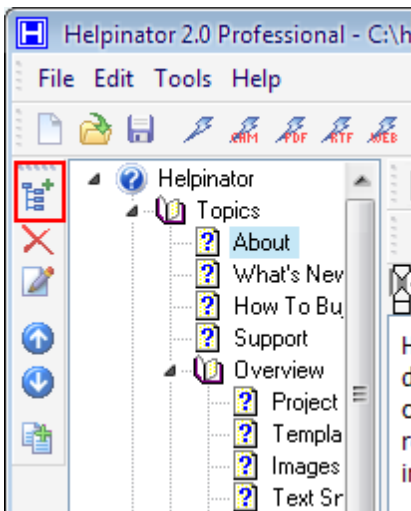 Helpinator 2.0 Professional - C:\h
File Edit Tools Help
PDF RTF WEB
Helpinator
Topics
About
What's New
How To Bu
Support
Overview
Project
Templa
Images
Text Sr